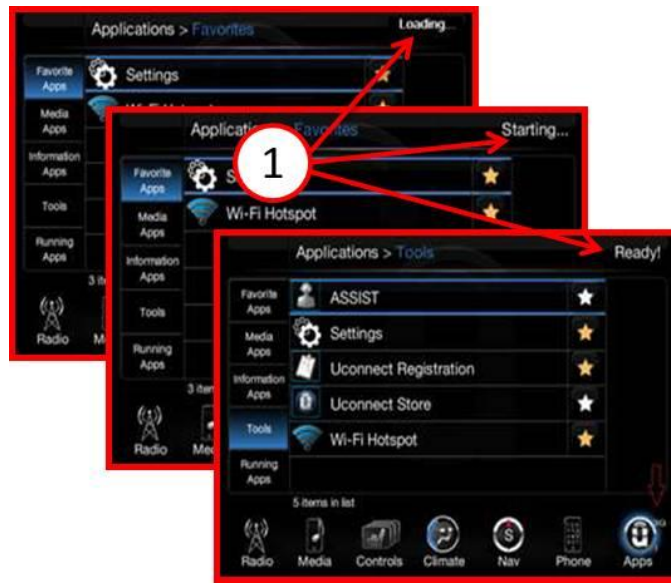 Applications > Favorites
Loading...
Favorite
Apps
Settings
Media
Apps
Information
Apps
Tools
Running
Apps
Radio
1
Applications > Favorites
Starting...
Favorite
Apps
Media
Apps
Wi-Fi Hotspot
Information
Apps
Tools
Running
Apps
Radio
Applications > Tools
Ready!
Favorite
Apps
ASSIST
Media
Apps
Settings
Information
Apps
Uconnect Registration
Uconnect Store
Tools
Wi-Fi Hotspot
Running
Apps
5 items in list
Radio
Media
Controls
Climate
S
Nav
Phone
Apps